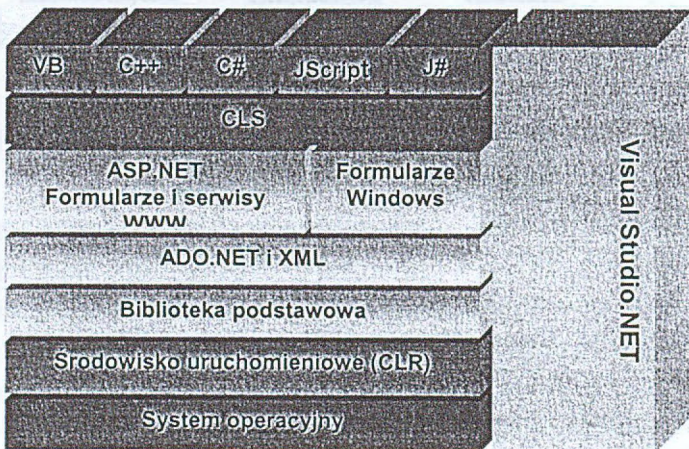 VB C++ C# JScript J#
CLS
ASP.NET
Formularze i serwisy
WWW
Formularze
Windows
ADO.NET i XML
Biblioteka podstawowa
Środowisko uruchomieniowe (CLR)
System operacyjny
Visual Studio.NET